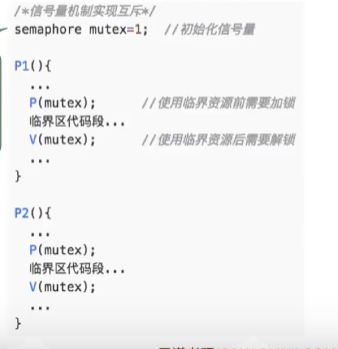 /*信号量机制实现互斥*/
semaphore mutex=1; //初始化信号量
P1(){
...
P(mutex); //使用临界资源前需要加锁
临界区代码段...
V(mutex); //使用临界资源后需要解锁
...
}
P2(){
...
P(mutex);
临界区代码段...
V(mutex);
...
}